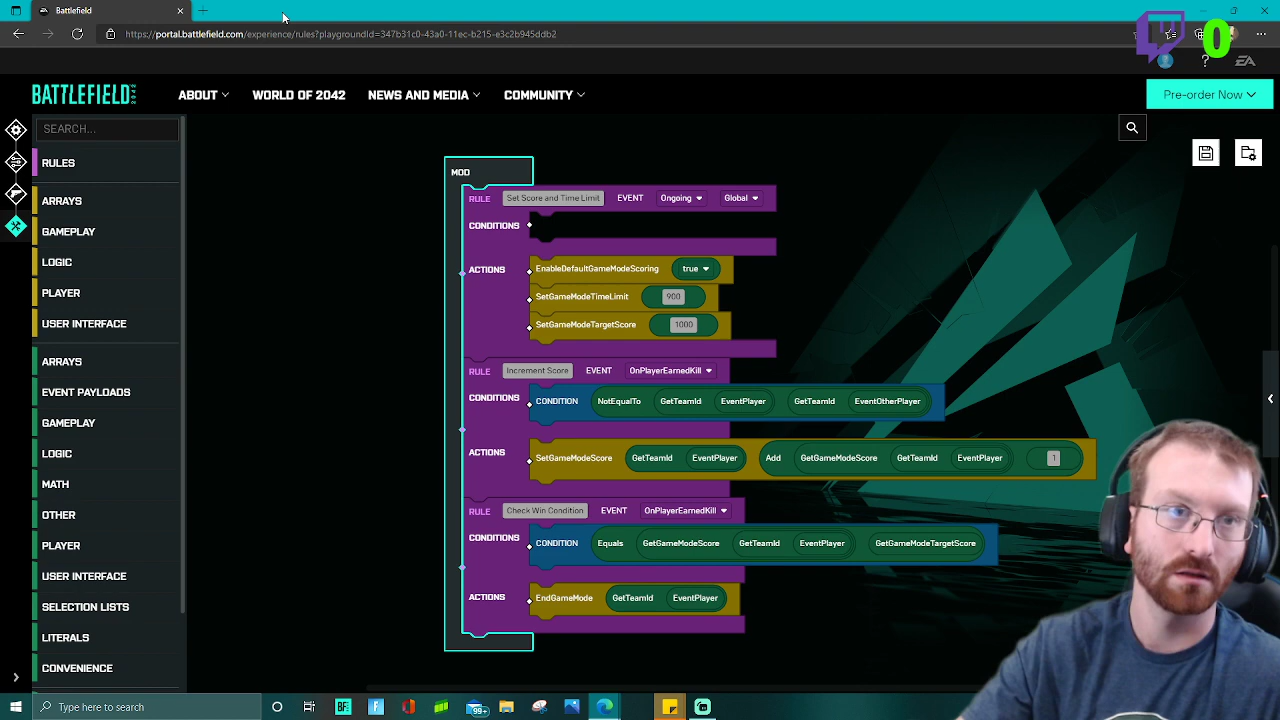 Battlefield
https://portal.battlefield.com/experience/rules?playgroundId=347b31c0-43a0-11ec-b215-e3c2b945ddb2
0
BATTLEFIELD 2042
ABOUT
WORLD OF 2042
NEWS AND MEDIA
COMMUNITY
Pre-order Now
SEARCH...
RULES
ARRAYS
GAMEPLAY
LOGIC
PLAYER
USER INTERFACE
ARRAYS
EVENT PAYLOADS
GAMEPLAY
LOGIC
MATH
OTHER
PLAYER
USER INTERFACE
SELECTION LISTS
LITERALS
CONVENIENCE
MOD
RULE Set Score and Time Limit EVENT Ongoing Global
CONDITIONS
ACTIONS EnableDefaultGameModeScoring true
SetGameModeTimeLimit 900
SetGameModeTargetScore 1000
RULE Increment Score EVENT OnPlayerEarnedKill
CONDITIONS CONDITION NotEqualTo GetTeamId EventPlayer GetTeamId EventOtherPlayer
ACTIONS SetGameModeScore GetTeamId EventPlayer Add GetGameModeScore GetTeamId EventPlayer 1
RULE Check Win Condition EVENT OnPlayerEarnedKill
CONDITIONS CONDITION Equals GetGameModeScore GetTeamId EventPlayer GetGameModeTargetScore
ACTIONS EndGameMode GetTeamId EventPlayer
Type here to search
99+